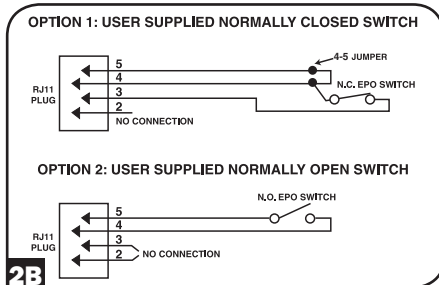 OPTION 1: USER SUPPLIED NORMALLY CLOSED SWITCH
4-5 JUMPER
5
4
N.C. EPO SWITCH
RJ11
PLUG
3
2
NO CONNECTION
OPTION 2: USER SUPPLIED NORMALLY OPEN SWITCH
N.O. EPO SWITCH
5
4
RJ11
PLUG
3
NO CONNECTION
2
2B